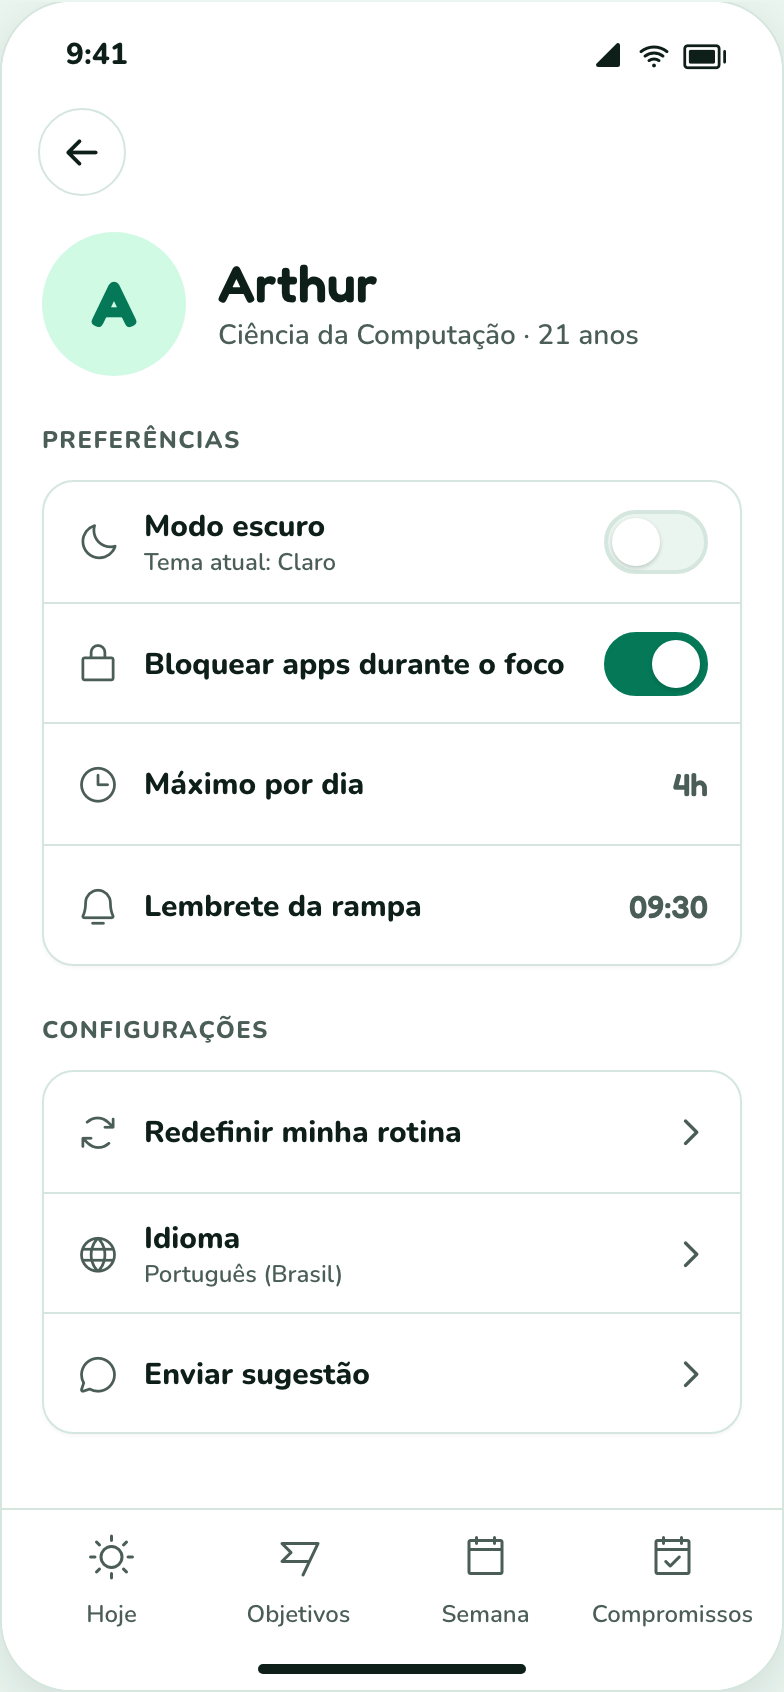 9:41
A
Arthur
Ciência da Computação · 21 anos
PREFERÊNCIAS
Modo escuro
Tema atual: Claro
Bloquear apps durante o foco
Máximo por dia
4h
Lembrete da rampa
09:30
CONFIGURAÇÕES
Redefinir minha rotina
Idioma
Português (Brasil)
Enviar sugestão
Hoje
Objetivos
Semana
Compromissos